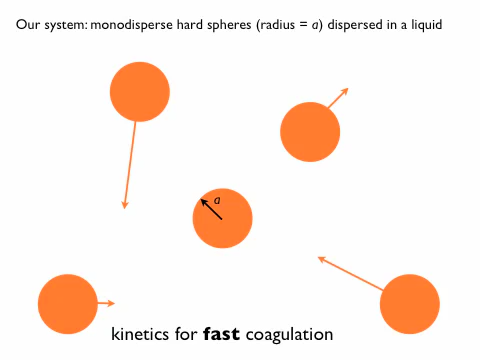 Our system: monodisperse hard spheres (radius = a) dispersed in a liquid
a
kinetics for fast coagulation